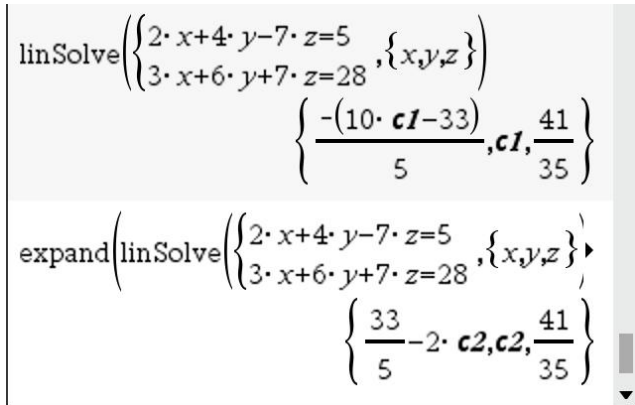 linSolve({2·x+4·y−7·z=5
3·x+6·y+7·z=28 ,{x,y,z})
{-(10·c1−33)/5,c1,41/35}
expand(linSolve({2·x+4·y−7·z=5
3·x+6·y+7·z=28 ,{x,y,z})▸
{33/5−2·c2,c2,41/35}